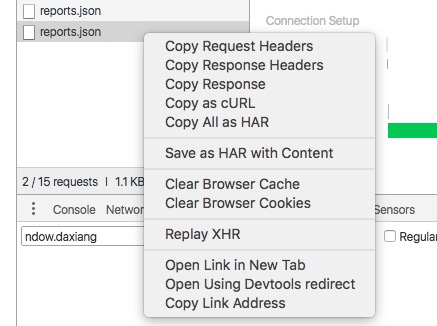 reports.json
Connection Setup
reports.json
Copy Request Headers
Copy Response Headers
Copy Response
Copy as cURL
Copy All as HAR
Save as HAR with Content
Clear Browser Cache
Clear Browser Cookies
Replay XHR
Open Link in New Tab
Open Using Devtools redirect
Copy Link Address
2 / 15 requests | 1.1 KB
Console Networ
Sensors
ndow.daxiang
Regular